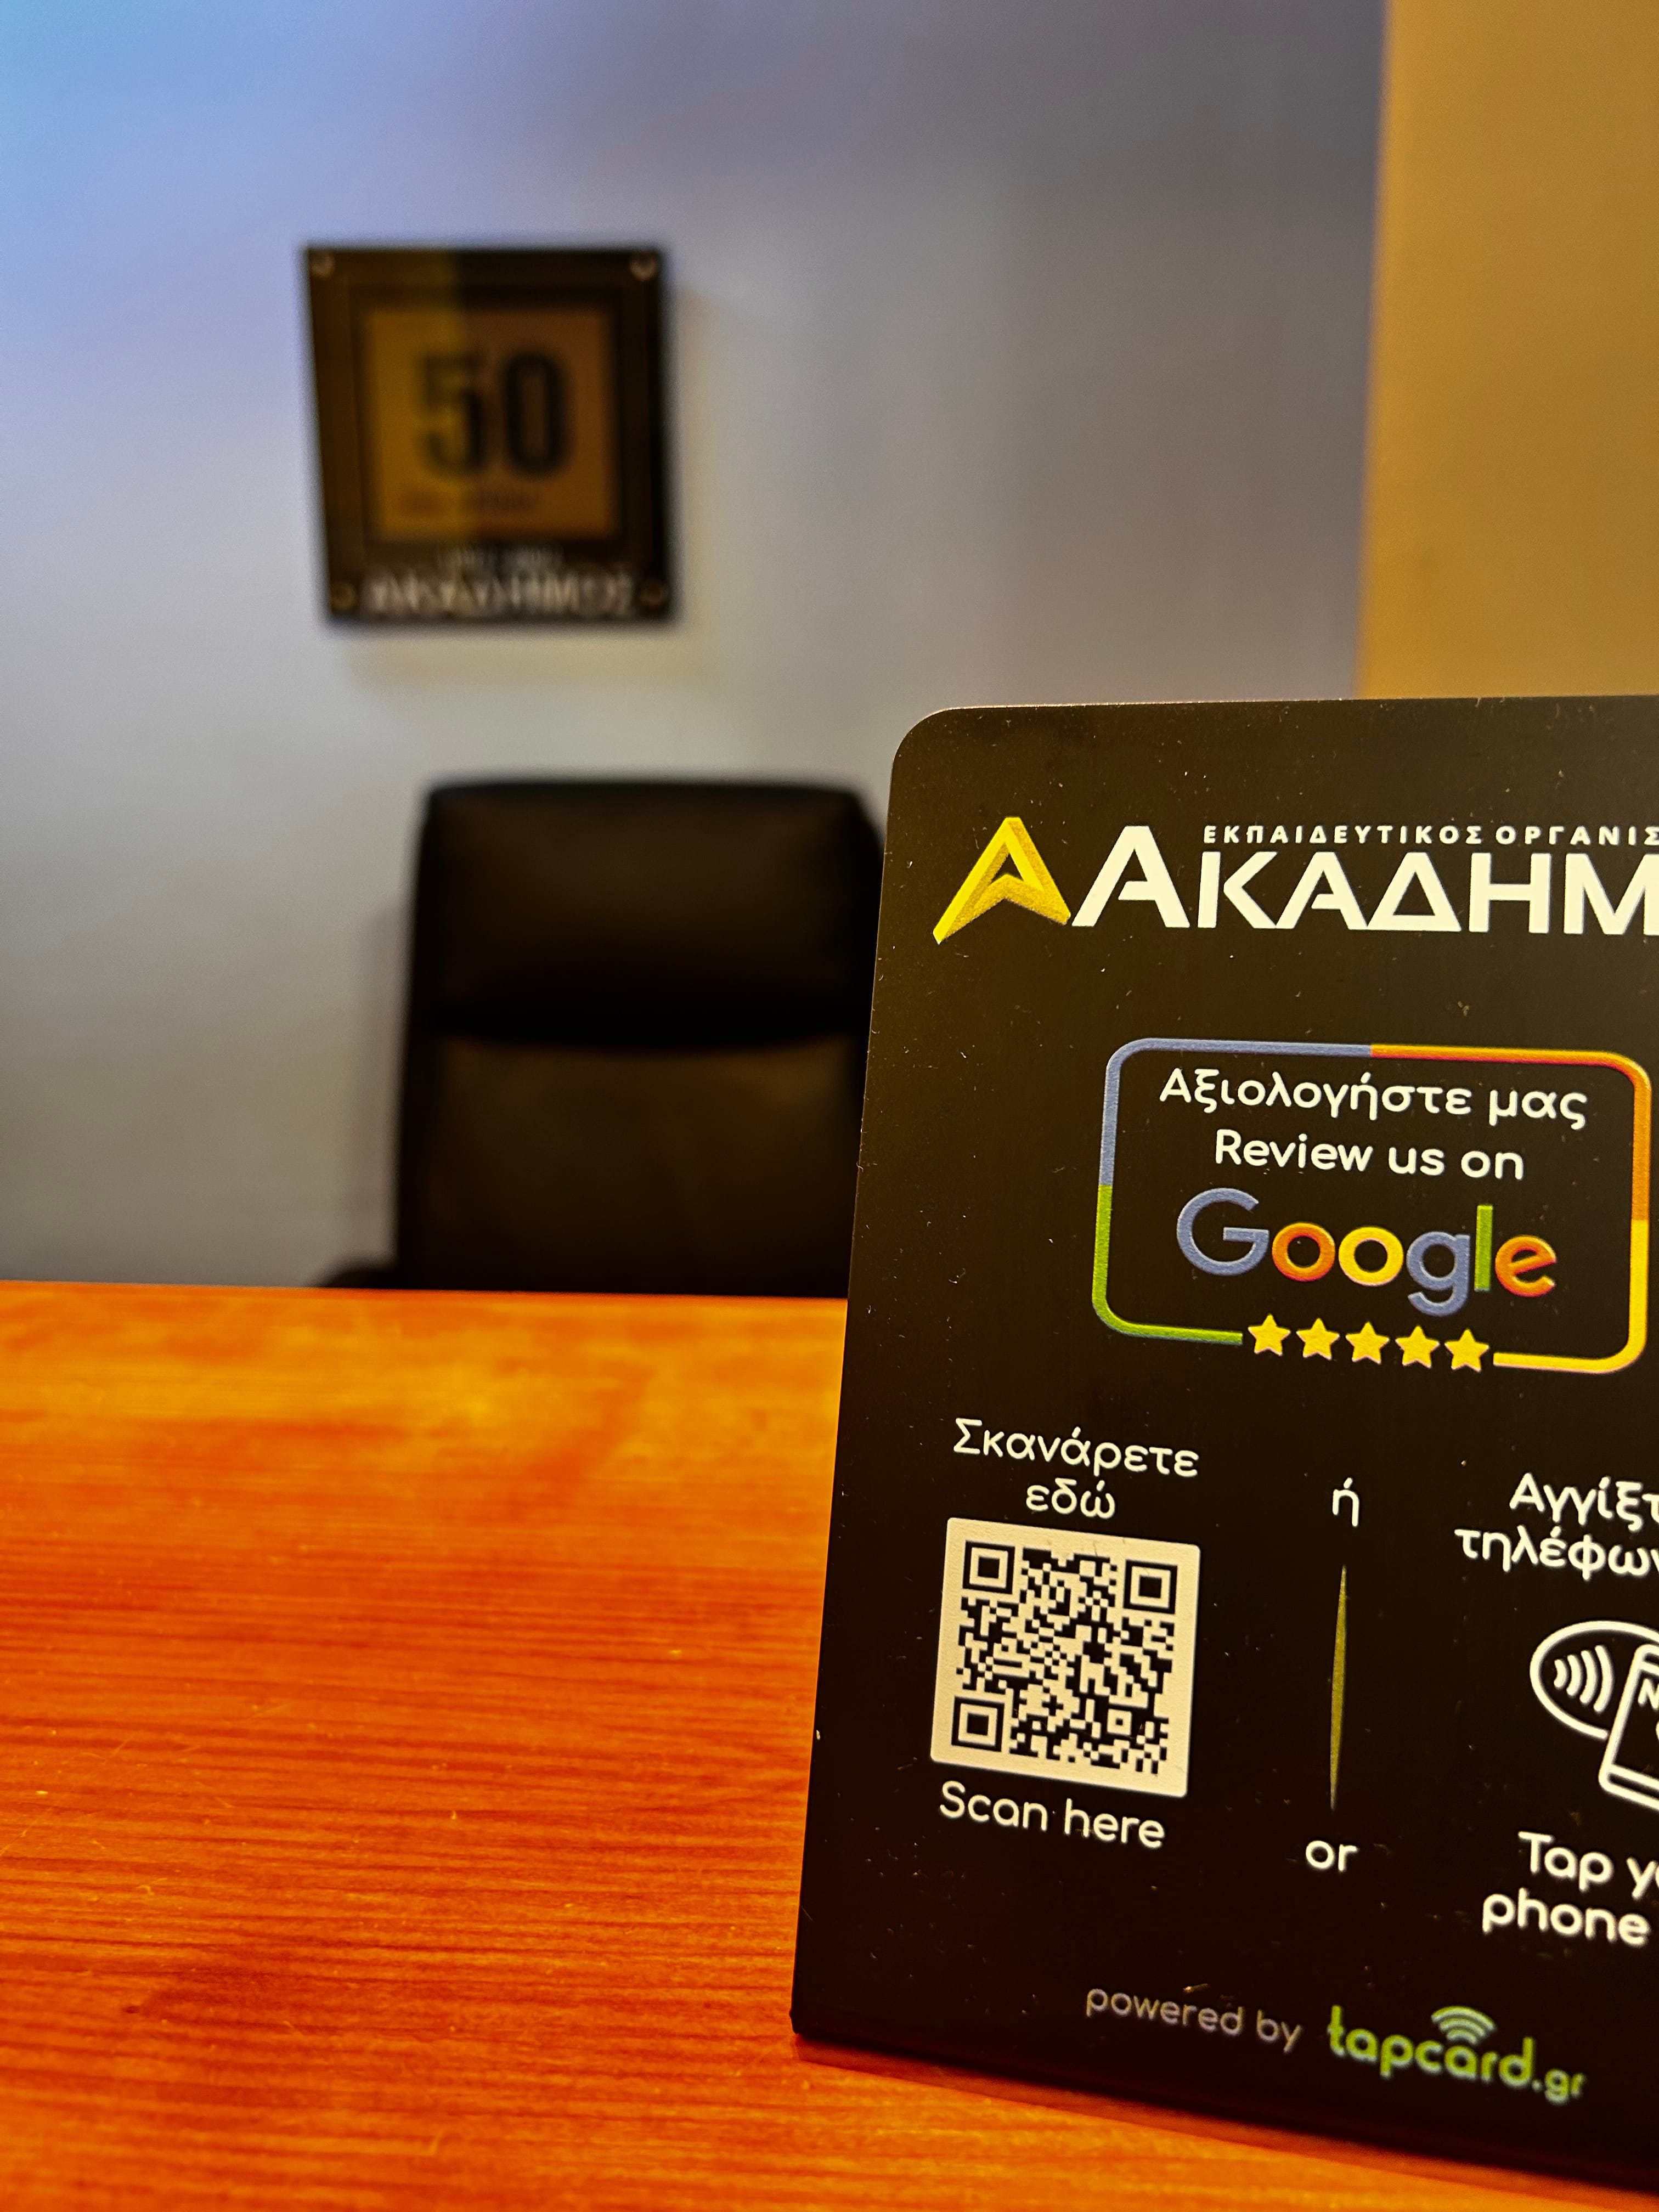 50
ΑΚΑΔΗΜΟΣ
ΕΚΠΑΙΔΕΥΤΙΚΟΣ ΟΡΓΑΝΙΣ
ΑΚΑΔΗΜ
Αξιολογήστε μας
Review us on
Google
Σκανάρετε
εδώ
ή
Αγγίξτ
τηλέφων
Scan here
or
Tap y
phone
powered by tapcard.gr